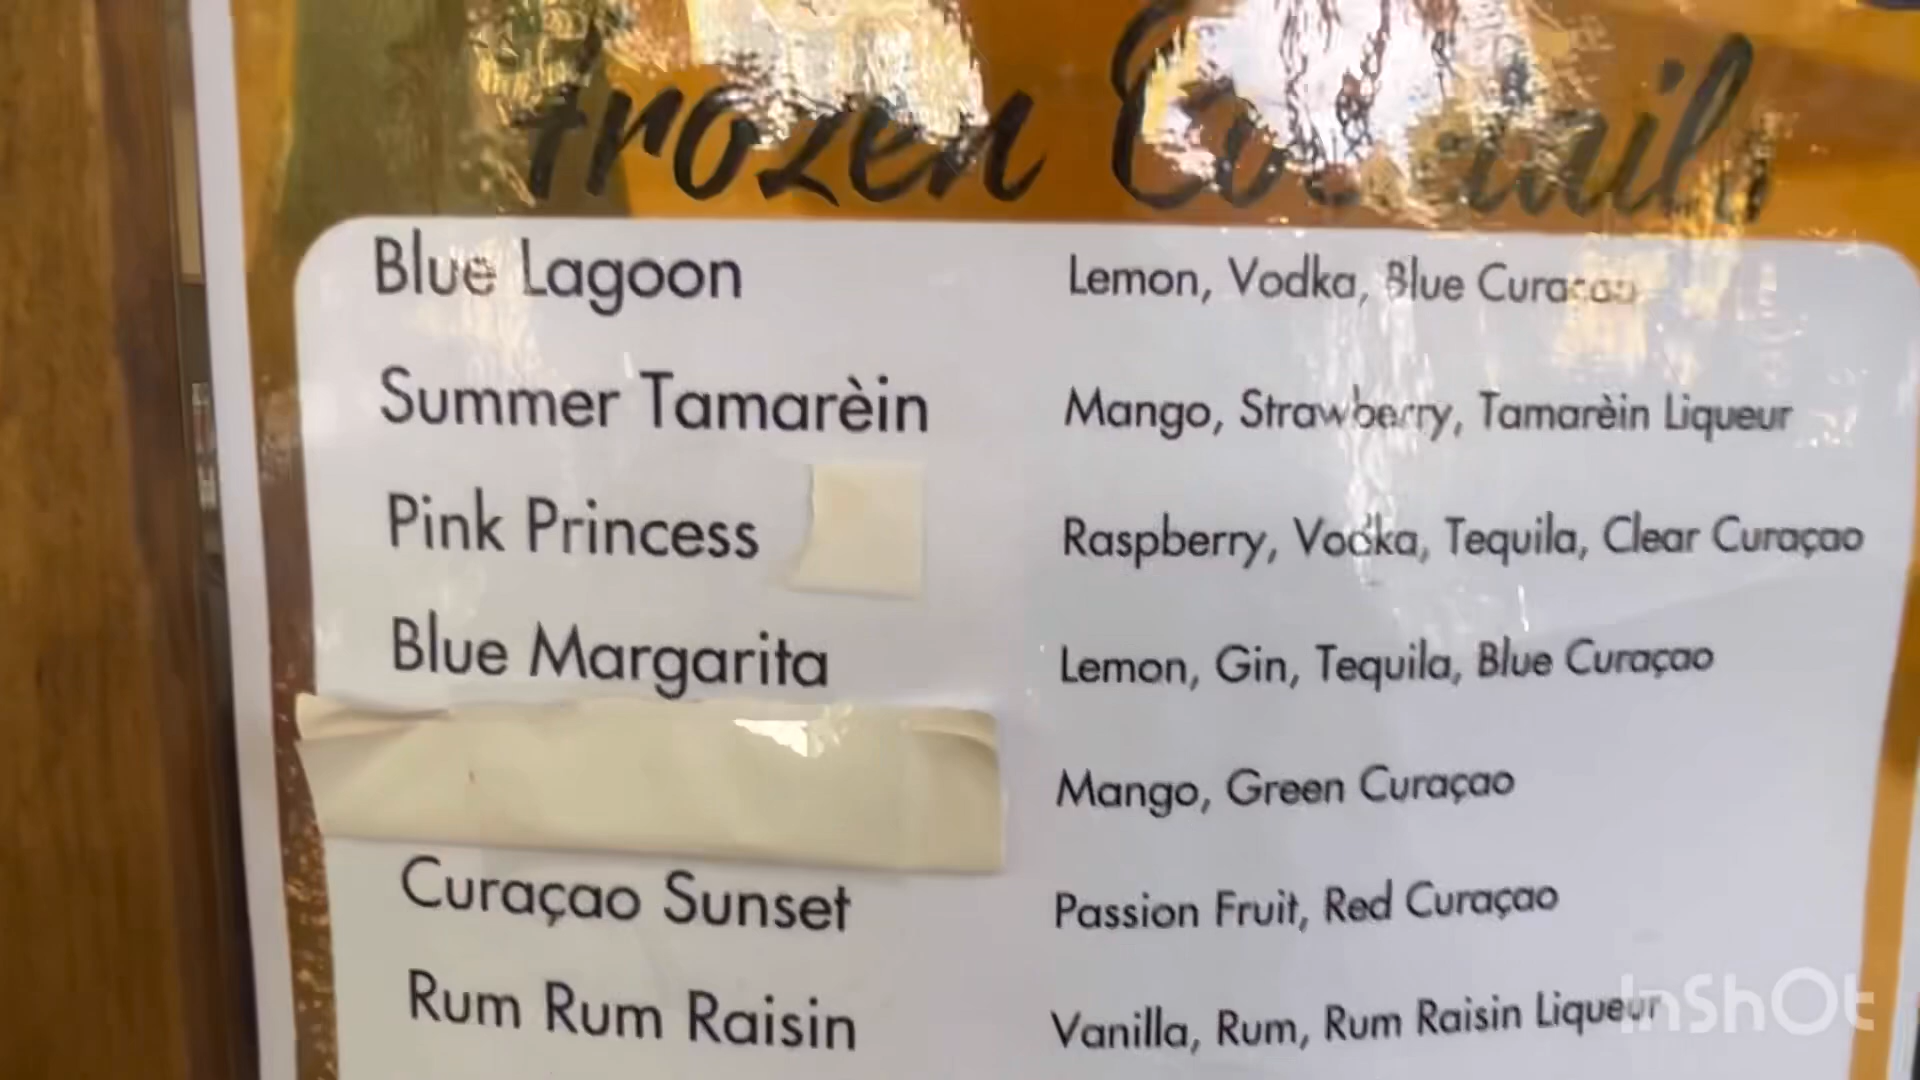 Frozen Cocktails
Blue Lagoon Lemon, Vodka, Blue Curaçao
Summer Tamarèin Mango, Strawberry, Tamarèin Liqueur
Pink Princess Raspberry, Vodka, Tequila, Clear Curaçao
Blue Margarita Lemon, Gin, Tequila, Blue Curaçao
Mango, Green Curaçao
Curaçao Sunset Passion Fruit, Red Curaçao
Rum Rum Raisin Vanilla, Rum, Rum Raisin Liqueur
InShOt